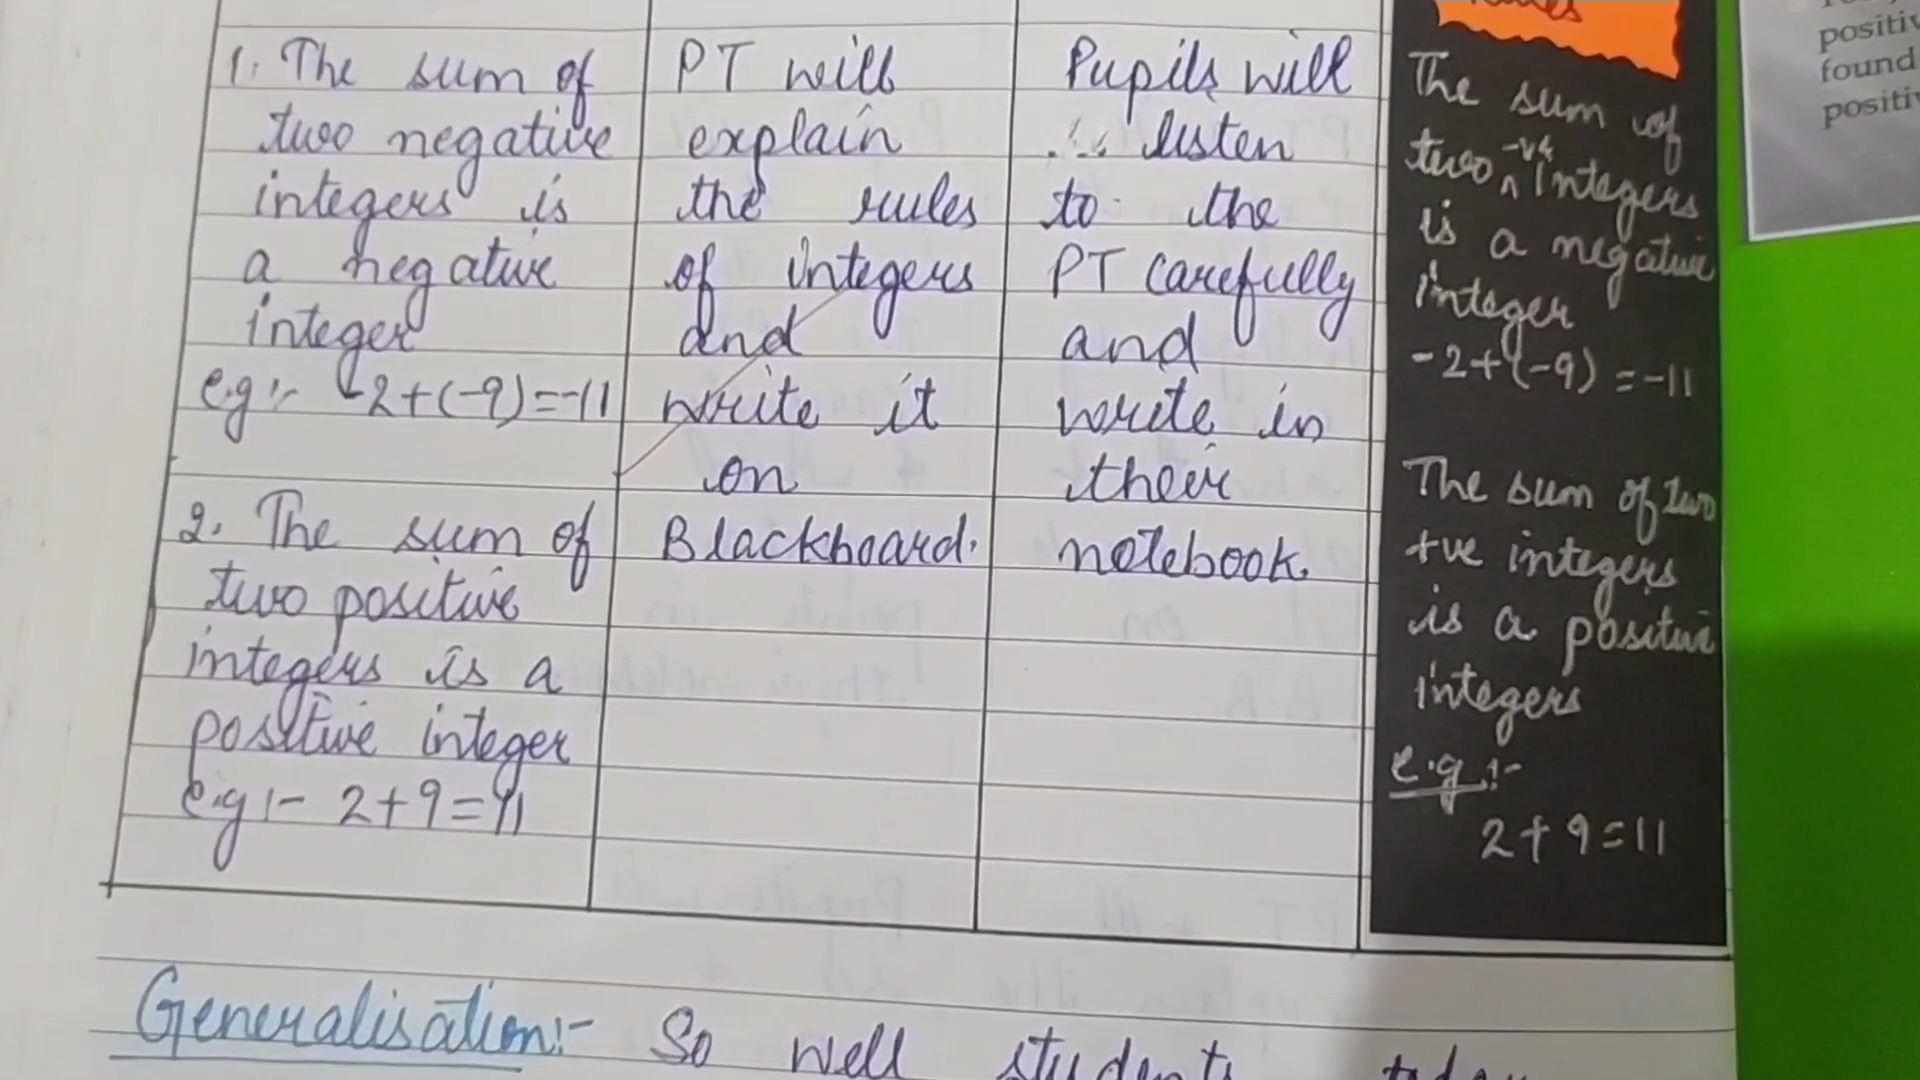 1. The sum of
two negative
integers is
a negative
integer
e.g:- -2+(-9)=-11
2. The sum of
two positive
integers is a
positive integer
e.g:- 2+9=11
PT will
explain
the rules
of integers
and
write it
on
Blackboard.
Pupils will
listen
to the
PT carefully
and
write in
their
notebook.
The sum of
two -ve integers
is a negative
integer
-2+(-9) = -11
The sum of two
+ve integers
is a positive
integers
e.g:-
2+9=11
found
Generalisation:- So well students today